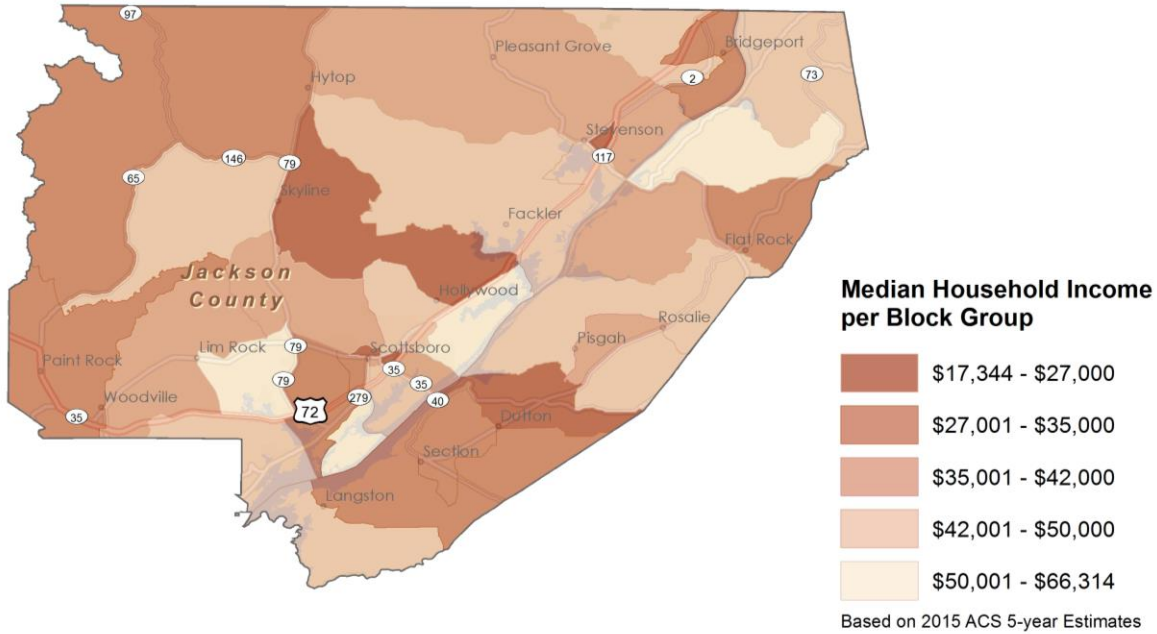 97
Pleasant Grove
Bridgeport
2
73
Hytop
Stevenson
117
146
79
65
Skyline
Fackler
Flat Rock
Jackson
County
Hollywood
Rosalie
Pisgah
79
Lim Rock
Scottsboro
Paint Rock
35
79
35
279
40
Woodville
72
35
Dutton
Section
Langston
Median Household Income
per Block Group
$17,344 - $27,000
$27,001 - $35,000
$35,001 - $42,000
$42,001 - $50,000
$50,001 - $66,314
Based on 2015 ACS 5-year Estimates